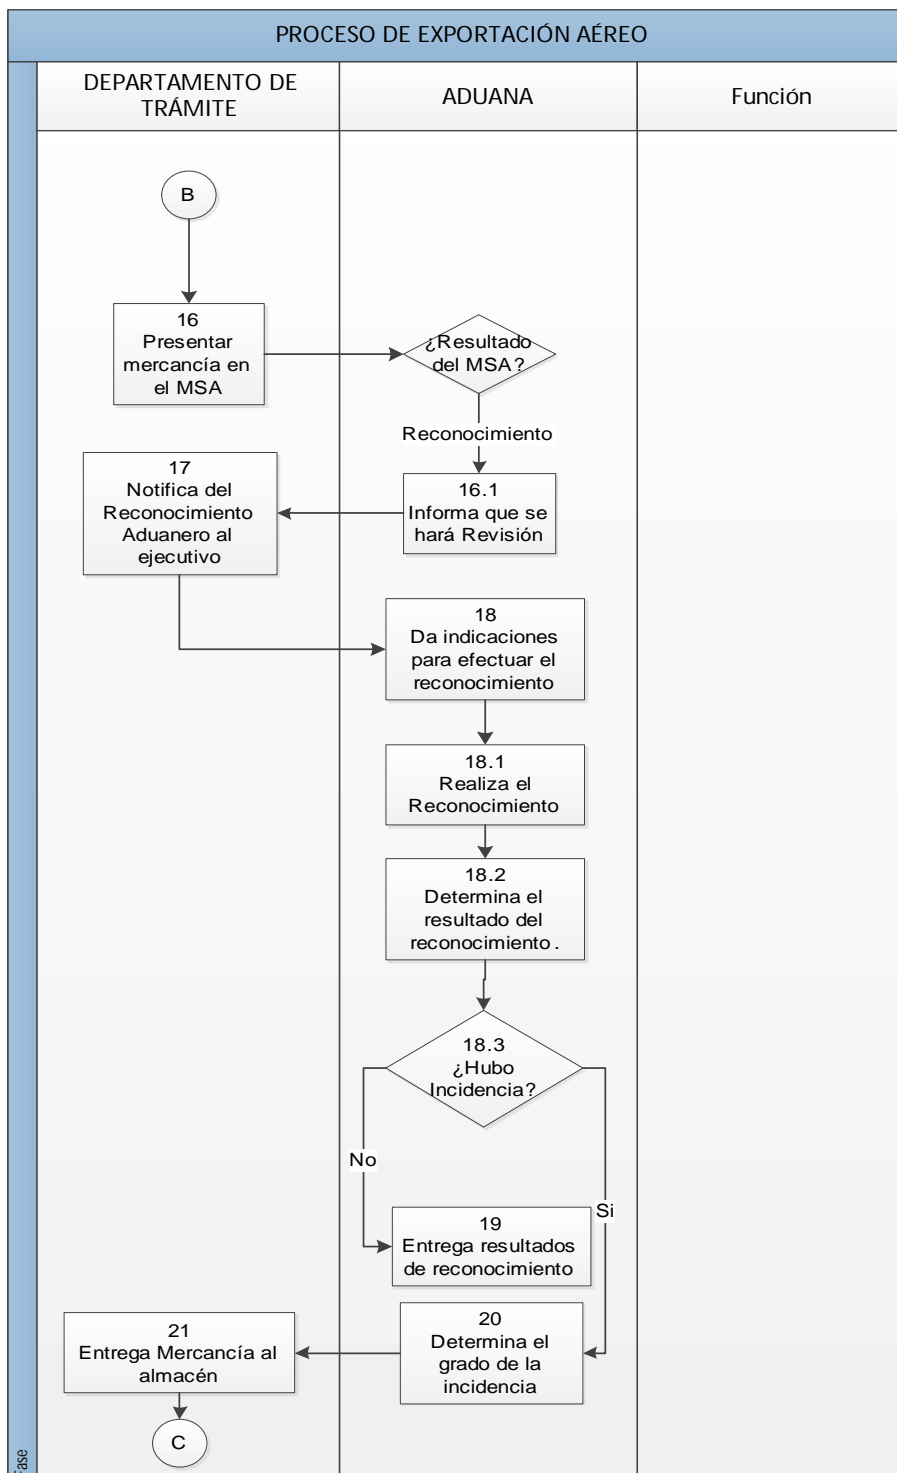 PROCESO DE EXPORTACIÓN AÉREO
DEPARTAMENTO DE
TRÁMITE
ADUANA
Función
B
16
Presentar
mercancía en
el MSA
¿Resultado
del MSA?
Reconocimiento
17
Notifica del
Reconocimiento
Aduanero al
ejecutivo
16.1
Informa que se
hará Revisión
18
Da indicaciones
para efectuar el
reconocimiento
18.1
Realiza el
Reconocimiento
18.2
Determina el
resultado del
reconocimiento.
18.3
¿Hubo
Incidencia?
No
Si
19
Entrega resultados
de reconocimiento
20
Determina el
grado de la
incidencia
21
Entrega Mercancía al
almacén
C
Fase